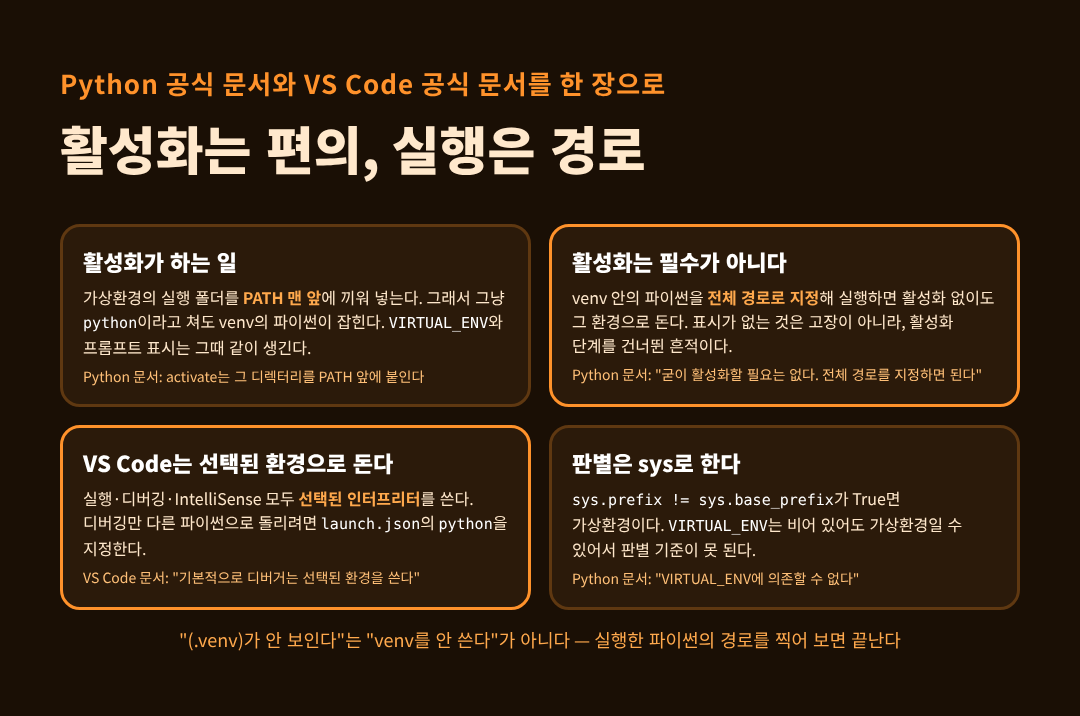 Python 공식 문서와 VS Code 공식 문서를 한 장으로
활성화는 편의, 실행은 경로
활성화가 하는 일
가상환경의 실행 폴더를 PATH 맨 앞에 끼워 넣는다. 그래서 그냥
python이라고 쳐도 venv의 파이썬이 잡힌다. VIRTUAL_ENV와
프롬프트 표시는 그때 같이 생긴다.
Python 문서: activate는 그 디렉터리를 PATH 앞에 붙인다
활성화는 필수가 아니다
venv 안의 파이썬을 전체 경로로 지정해 실행하면 활성화 없이도
그 환경으로 돈다. 표시가 없는 것은 고장이 아니라, 활성화
단계를 건너뛴 흔적이다.
Python 문서: "굳이 활성화할 필요는 없다. 전체 경로를 지정하면 된다"
VS Code는 선택된 환경으로 돈다
실행·디버깅·IntelliSense 모두 선택된 인터프리터를 쓴다.
디버깅만 다른 파이썬으로 돌리려면 launch.json의 python을
지정한다.
VS Code 문서: "기본적으로 디버거는 선택된 환경을 쓴다"
판별은 sys로 한다
sys.prefix != sys.base_prefix가 True면
가상환경이다. VIRTUAL_ENV는 비어 있어도 가상환경일 수
있어서 판별 기준이 못 된다.
Python 문서: "VIRTUAL_ENV에 의존할 수 없다"
"(.venv)가 안 보인다"는 "venv를 안 쓴다"가 아니다 — 실행한 파이썬의 경로를 찍어 보면 끝난다